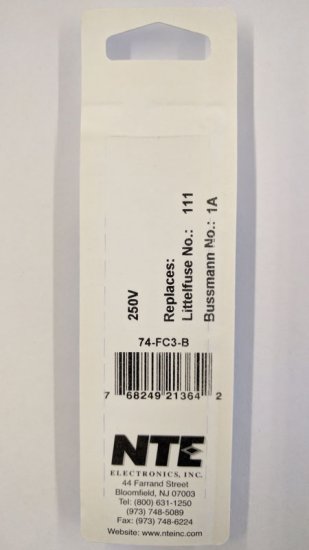 250V
Replaces:
Littelfuse No.: 111
Bussmann No.: 1A
74-FC3-B
7 68249 21364 2
NTE
ELECTRONICS, INC.
44 Farrand Street
Bloomfield, NJ 07003
Tel: (800) 631-1250
(973) 748-5089
Fax: (973) 748-6224
Website: www.nteinc.com